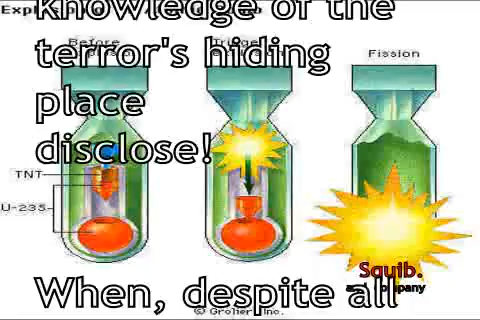 knowledge of the
terror's hiding
place
disclose!
When, despite all
Before
Fission
TNT
U-235
Squib.
© Grolier, Inc.